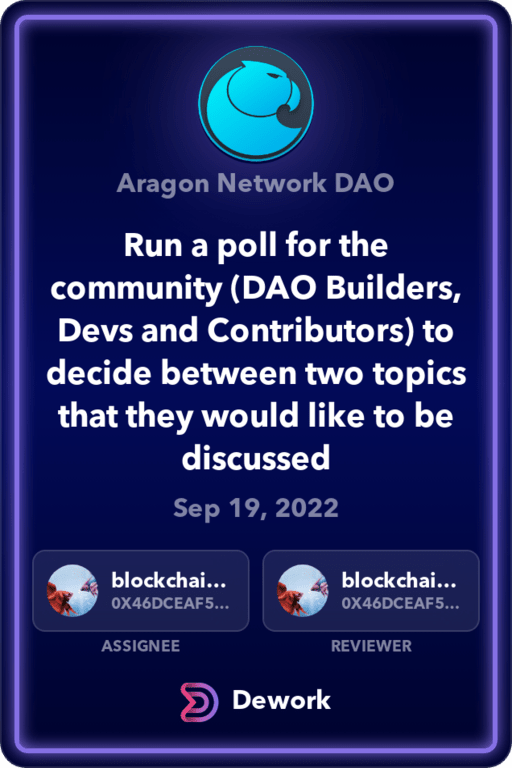 Aragon Network DAO
Run a poll for the
community (DAO Builders,
Devs and Contributors) to
decide between two topics
that they would like to be
discussed
Sep 19, 2022
blockchai...
0X46DCEAF5...
ASSIGNEE
blockchai...
0X46DCEAF5...
REVIEWER
Dework